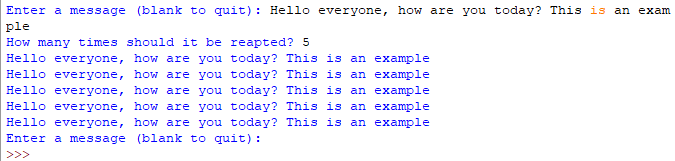 Enter a message (blank to quit): Hello everyone, how are you today? This is an exam
ple
How many times should it be reapted? 5
Hello everyone, how are you today? This is an example
Hello everyone, how are you today? This is an example
Hello everyone, how are you today? This is an example
Hello everyone, how are you today? This is an example
Hello everyone, how are you today? This is an example
Enter a message (blank to quit):
>>>